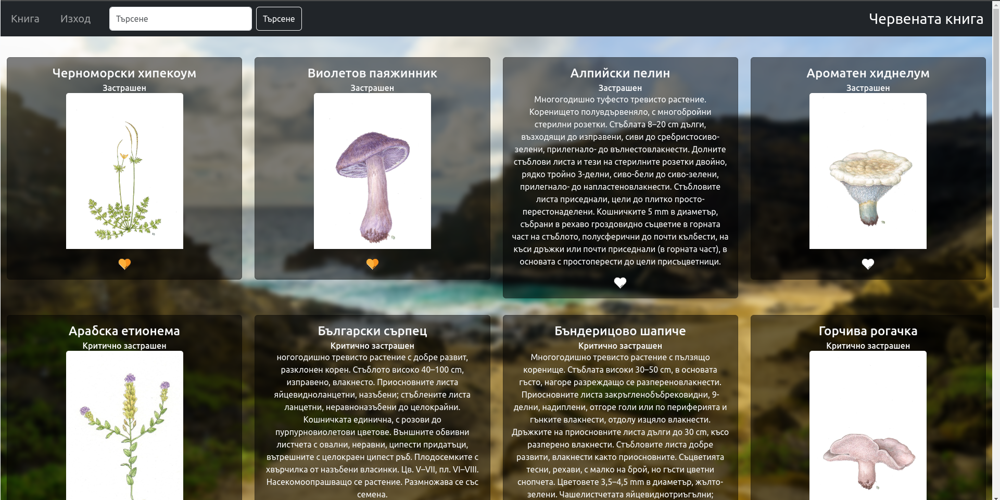 Книга
Изход
Търсене
Търсене
Червената книга
Черноморски хипекоум
Застрашен
Виолетов паяжинник
Застрашен
Алпийски пелин
Застрашен
Многогодишно туфесто тревисто растение.
Коренището полувдървеняло, с многобройни
стерилни розетки. Стъблата 8–20 cm дълги,
възходящи до изправени, сиви до сребристосиво-
зелени, прилегнало- до вълнестовлакнести. Долните
стъблови листа и тези на стерилните розетки двойно,
рядко тройно 3-делни, сиво-бели до сиво-зелени,
прилегнало- до напластеновлакнести. Стъбловите
листа приседнали, цели до плитко просто-
перестонаделени. Кошничките 5 mm в диаметър,
събрани в рехаво гроздовидно съцветие в горната
част на стъблото, полусферични до почти кълбести, на
къси дръжки или почти приседнали (в горната част), в
основата с простоперести до цели присъцветници.
Ароматен хиднелум
Застрашен
Арабска етионема
Критично застрашен
Български сърпец
Критично застрашен
ногогодишно тревисто растение с добре развит,
разклонен корен. Стъблото високо 40–100 cm,
изправено, влакнесто. Приосновните листа
яйцевидноланцетни, назъбени; стъблените листа
ланцетни, неравноназъбени до целокрайни.
Кошничката единична, с розови до
пурпурновиолетови цветове. Външните обвивни
листчета с овални, неравни, ципести придатъци,
вътрешните с целокраен ципест ръб. Плодосемките с
хвърчилка от назъбени власинки. Цв. V–VII, пл. VI–VIII.
Насекомоопрашващо се растение. Размножава се със
семена.
Бъндерицово шапиче
Критично застрашен
Многогодишно тревисто растение с пълзящо
коренище. Стъблата високи 30–50 cm, в основата
гъсто, нагоре разреждащо се разпереновлакнести.
Приосновните листа закръгленобъбрековидни, 9-
делни, надиплени, отгоре голи или по периферията и
гънките влакнести, отдолу изцяло влакнести.
Дръжките на приосновните листа дълги до 30 cm, късо
разперено влакнести. Стъбловите листа добре
развити, влакнести както приосновните. Съцветията
тесни, рехави, с малко на брой, но гъсти цветни
снопчета. Цветовете 3,5–4,5 mm в диаметър, жълто-
зелени. Чашелистчетата яйцевиднотриъгълни;
Горчива рогачка
Критично застрашен